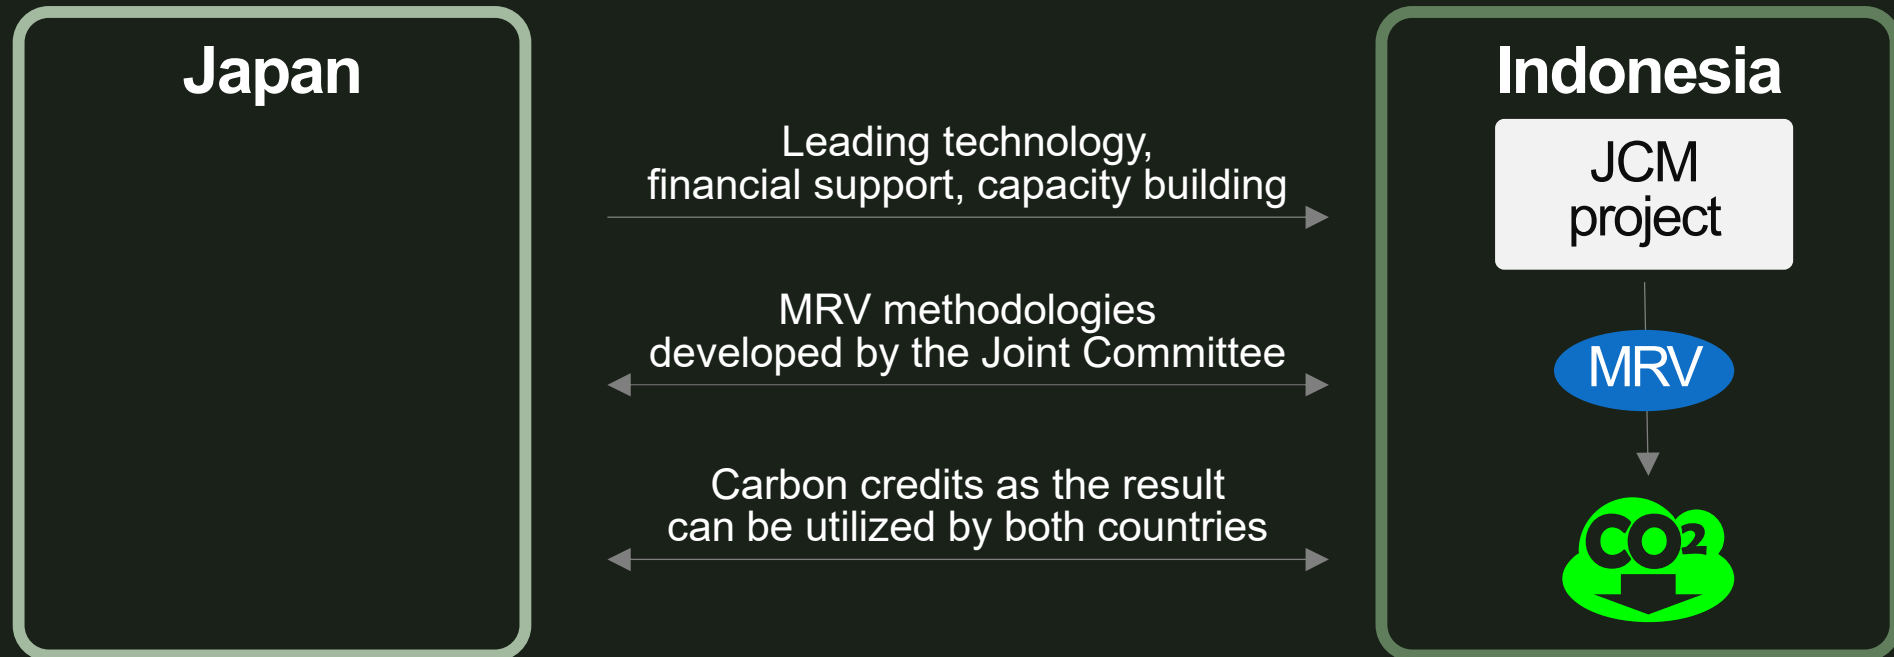 Japan
Leading technology,
financial support, capacity building
MRV methodologies
developed by the Joint Committee
Carbon credits as the result
can be utilized by both countries
Indonesia
JCM
project
MRV
CO2